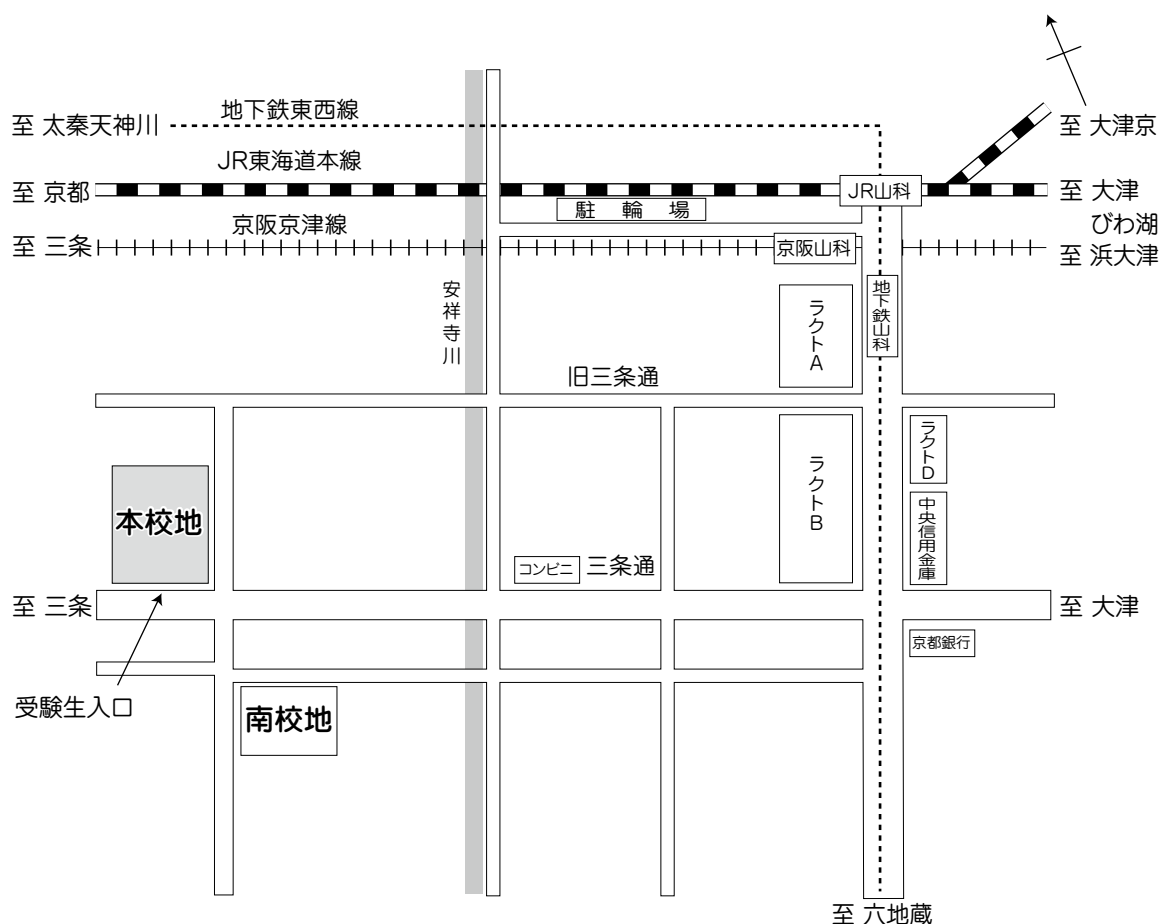 地下鉄東西線
至 太秦天神川
至 大津京
JR東海道本線
至 京都
JR山科
至 大津
駐輪場
びわ湖
京阪京津線
至 三条
京阪山科
至 浜大津
安祥寺川
ラクトA
地下鉄山科
旧三条通
ラクトD
ラクトB
中央信用金庫
本校地
コンビニ
三条通
至 三条
至 大津
京都銀行
受験生入口
南校地
至 六地蔵